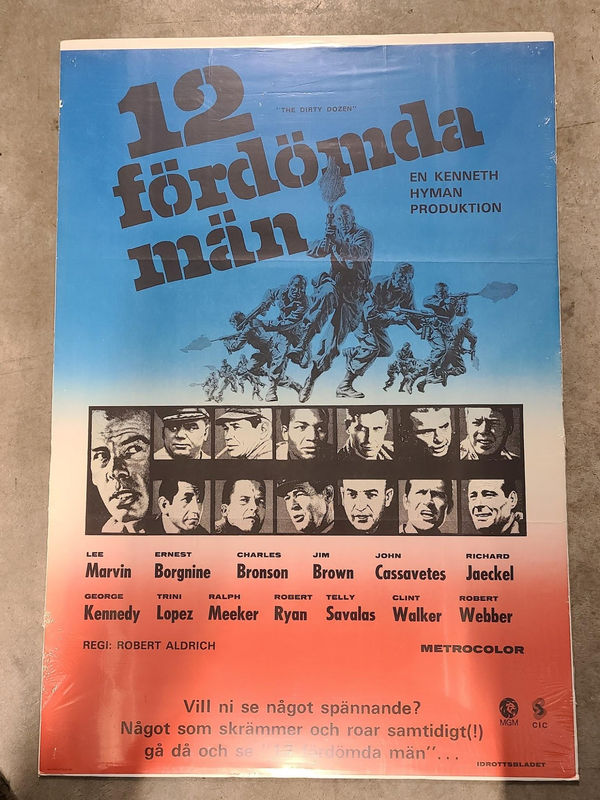 12
"THE DIRTY DOZEN"
fördömda
män
EN KENNETH
HYMAN
PRODUKTION
LEE Marvin
ERNEST Borgnine
CHARLES Bronson
JIM Brown
JOHN Cassavetes
RICHARD Jaeckel
GEORGE Kennedy
TRINI Lopez
RALPH Meeker
ROBERT Ryan
TELLY Savalas
CLINT Walker
ROBERT Webber
REGI: ROBERT ALDRICH
METROCOLOR
Vill ni se något spännande?
Något som skrämmer och roar samtidigt(!)
gå då och se "12 fördömda män"...
MGM
CIC
IDROTTSBLADET